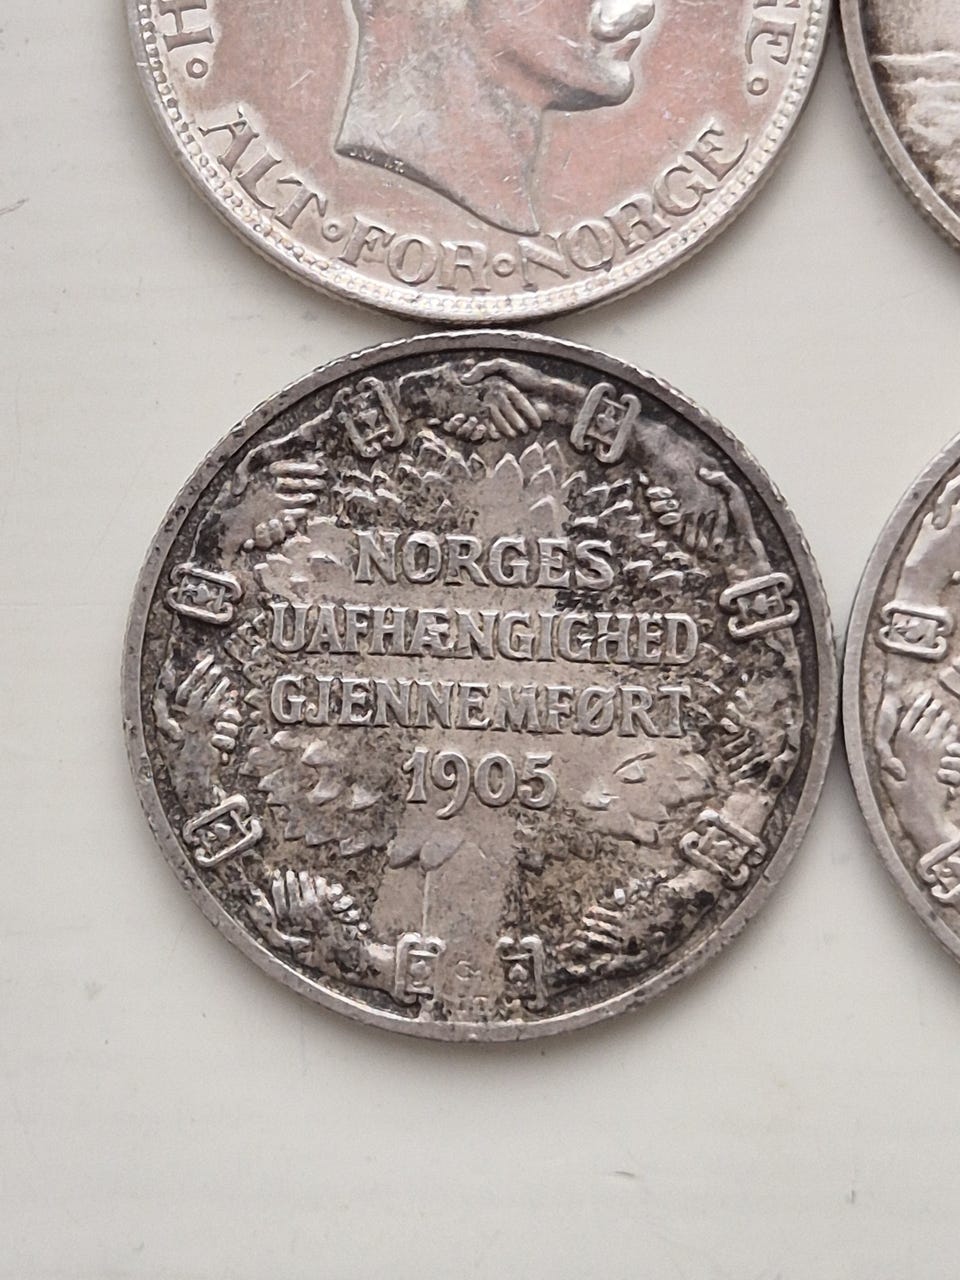 ALT FOR NORGE
NORGES
UAFHÆNGIGHED
GJENNEMFØRT
1905